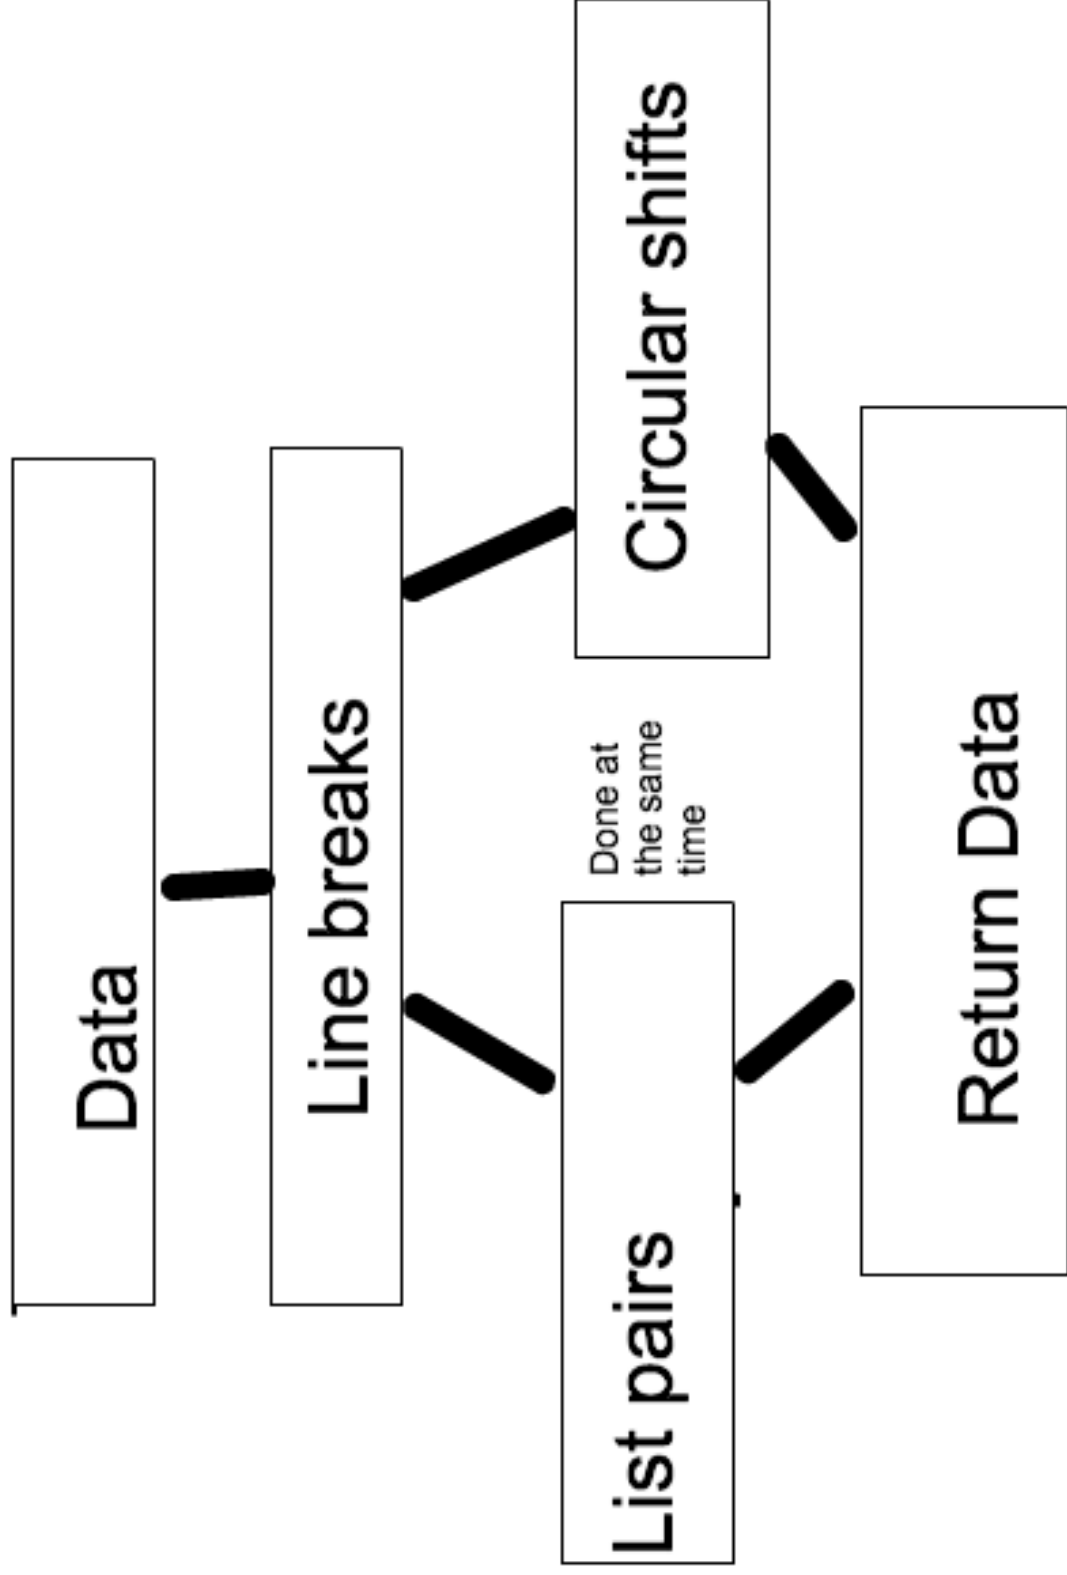 Data
Line breaks
List pairs
Done at
the same
time
Circular shifts
Return Data